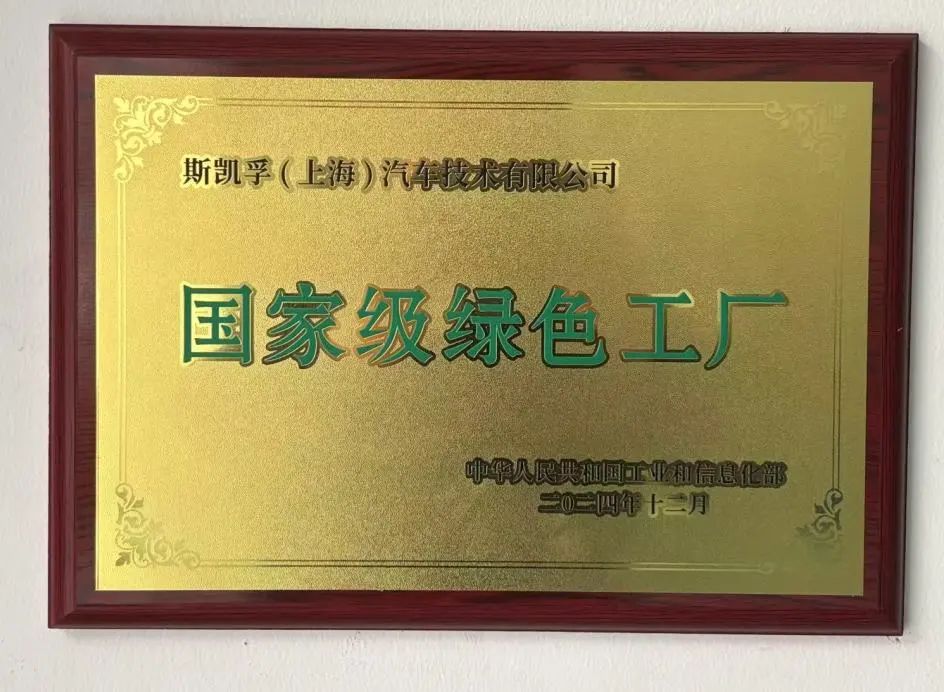 斯凯孚（上海）汽车技术有限公司
国家级绿色工厂
中华人民共和国工业和信息化部
二〇二四年十二月